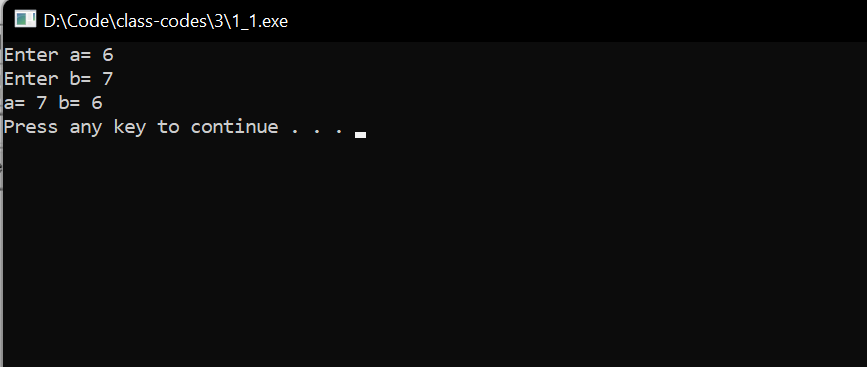 D:\Code\class-codes\3\1_1.exe
Enter a= 6
Enter b= 7
a= 7 b= 6
Press any key to continue . . .